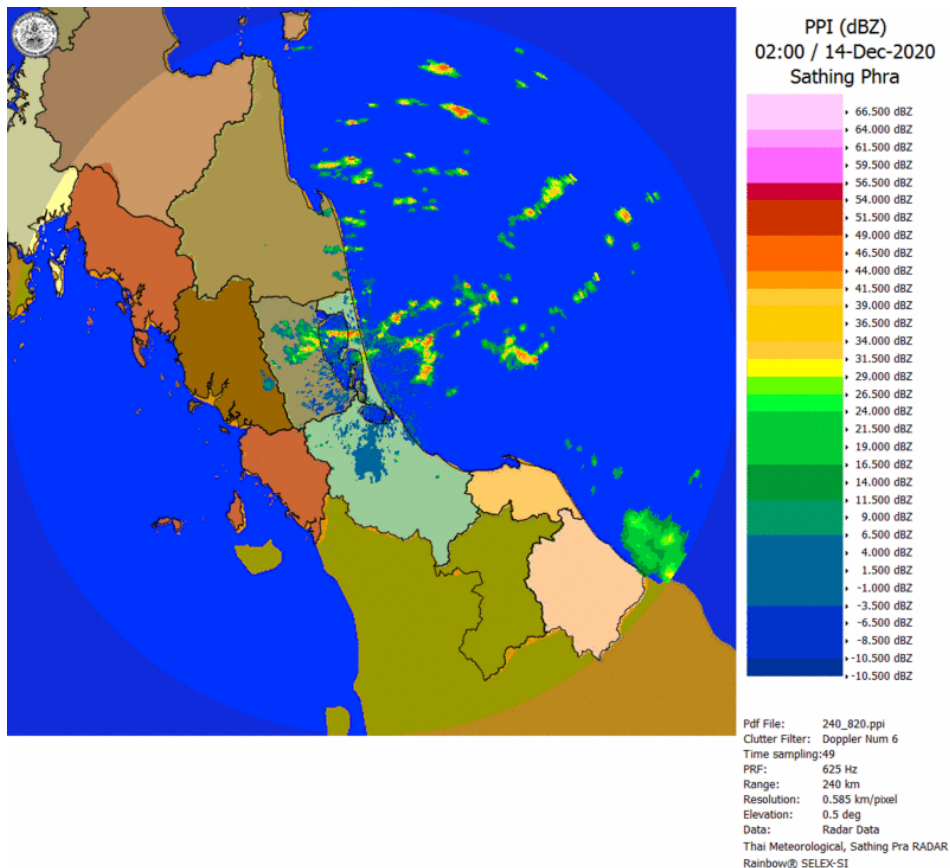 PPI (dBZ)
02:00 / 14-Dec-2020
Sathing Phra
66.500 dBZ
64.000 dBZ
61.500 dBZ
59.500 dBZ
56.500 dBZ
54.000 dBZ
51.500 dBZ
49.000 dBZ
46.500 dBZ
44.000 dBZ
41.500 dBZ
39.000 dBZ
36.500 dBZ
34.000 dBZ
31.500 dBZ
29.000 dBZ
26.500 dBZ
24.000 dBZ
21.500 dBZ
16.500 dBZ
14.000 dBZ
11.500 dBZ
9.000 dBZ
6.500 dBZ
4.000 dBZ
1.500 dBZ
-1.000 dBZ
-3.500 dBZ
-6.500 dBZ
-8.500 dBZ
-10.500 dBZ
-10.500 dBZ
Pdf File: 240_820.ppi
Clutter Filter: Doppler Num 6
Time sampling:49
PRF: 625 Hz
Range: 240 km
Resolution: 0.585 km/pixel
Elevation: 0.5 deg
Data: Radar Data
Thai Meteorological, Sathing Pra RADAR
Rainbow® SELEX-SI